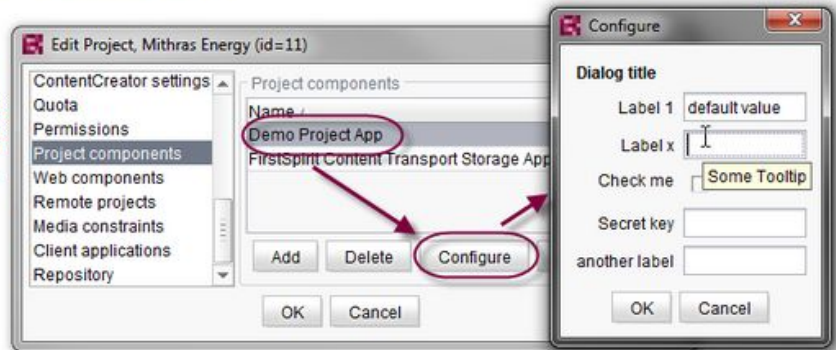 Edit Project, Mithras Energy (id=11)
ContentCreator settings
Quota
Permissions
Project components
Web components
Remote projects
Media constraints
Client applications
Repository
Project components
Name
Demo Project App
FirstSpirit Content Transport Storage App
Add Delete Configure
OK Cancel
Configure
Dialog title
Label 1 default value
Label x
Check me
Some Tooltip
Secret key
another label
OK Cancel